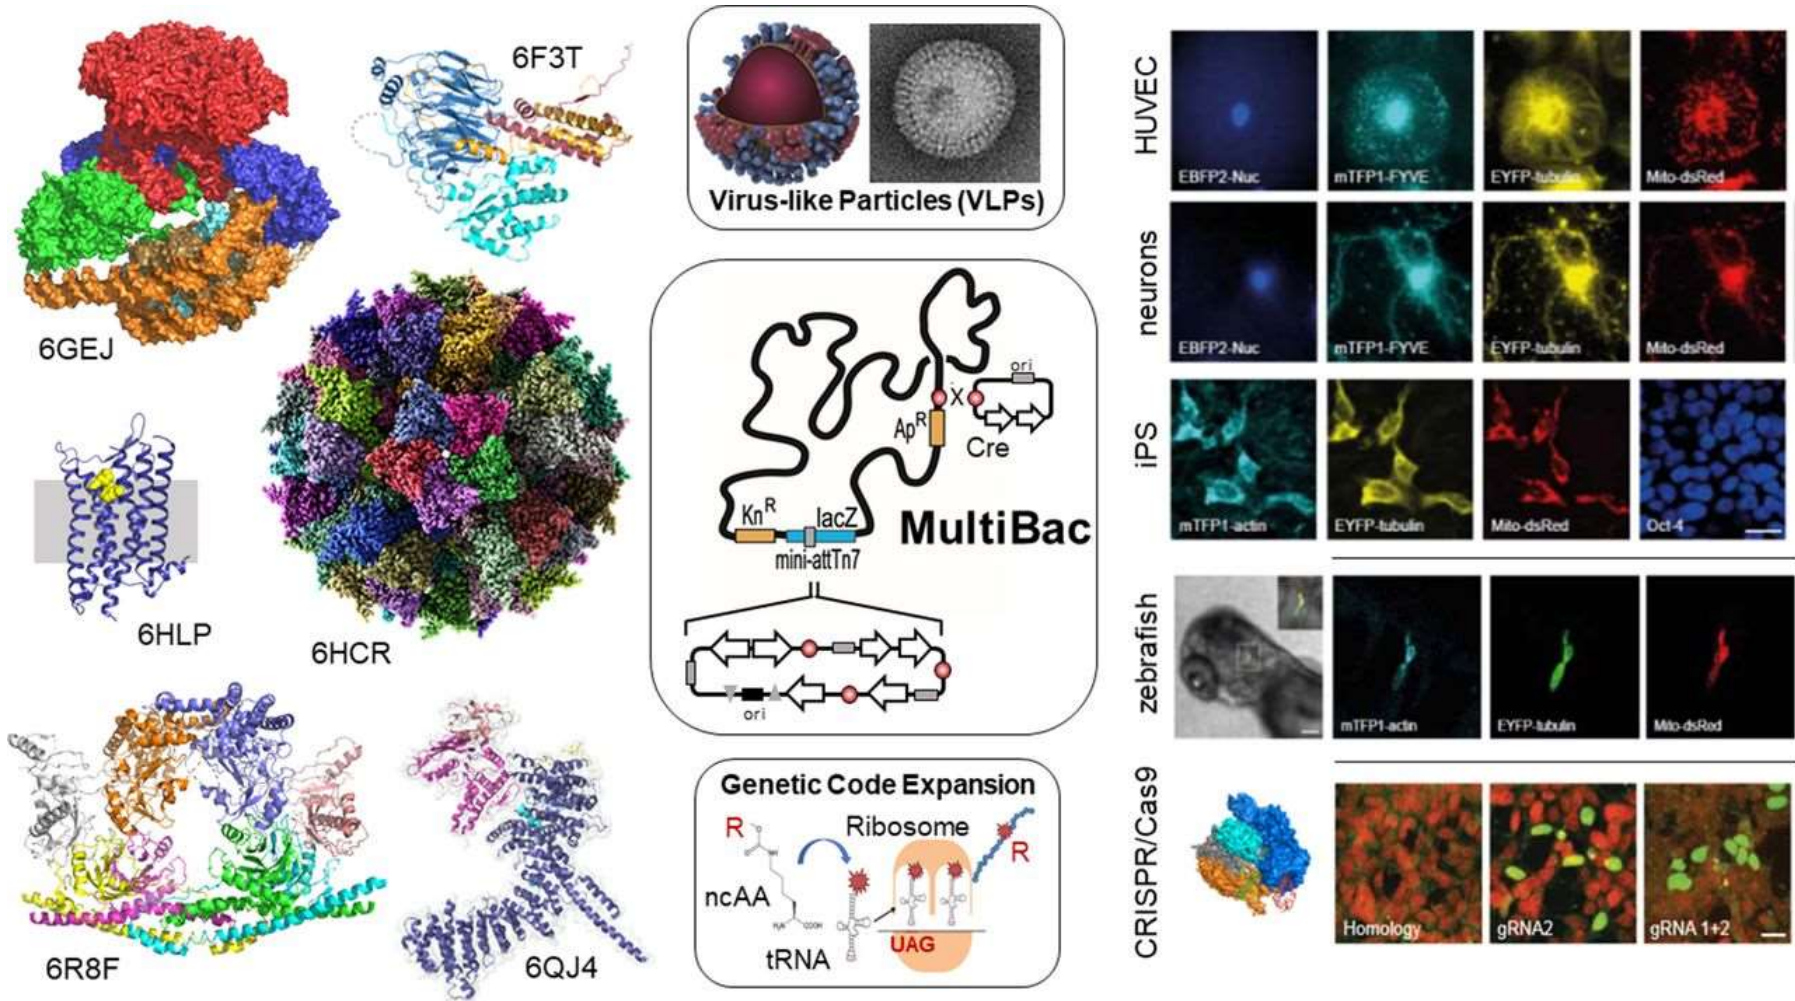 6GEJ
6F3T
6HLP
6HCR
6R8F
6QJ4
Virus-like Particles (VLPs)
ori
X
Ap^R
Cre
Kn^R
lacZ
MultiBac
mini-attTn7
ori
Genetic Code Expansion
R
O
O
NH
H₂N
COOH
ncAA
tRNA
Ribosome
R
UAG
HUVEC
EBFP2-Nuc
mTFP1-FYVE
EYFP-tubulin
Mito-dsRed
neurons
EBFP2-Nuc
mTFP1-FYVE
EYFP-tubulin
Mito-dsRed
iPS
mTFP1-actin
EYFP-tubulin
Mito-dsRed
Oct-4
zebrafish
mTFP1-actin
EYFP-tubulin
Mito-dsRed
CRISPR/Cas9
Homology
gRNA2
gRNA 1+2